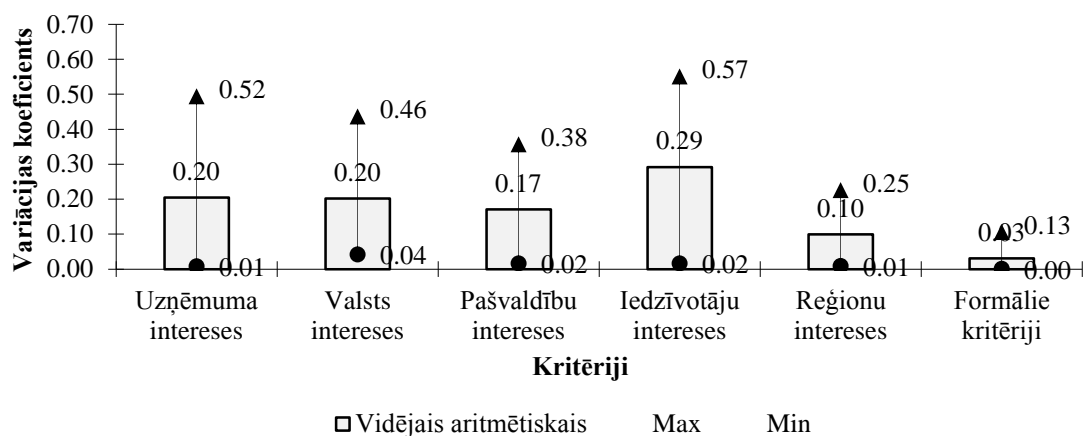 Variācijas koeficients
0.70
0.60
0.50
0.40
0.30
0.20
0.10
0.00
0.52
0.46
0.38
0.57
0.25
0.13
0.20
0.20
0.17
0.29
0.10
0.03
0.01
0.04
0.02
0.02
0.01
0.00
Uzņēmuma
intereses
Valsts
intereses
Pašvaldību
intereses
Iedzīvotāju
intereses
Reģionu
intereses
Formālie
kritēriji
Kritēriji
Vidējais aritmētiskais Max Min